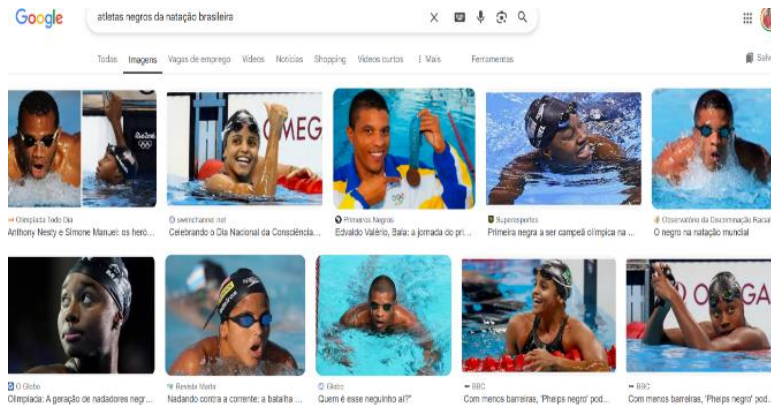 Google
atletas negros da natação brasileira
Todas Imagens Vagas de emprego Vídeos Notícias Shopping Vídeos curtos Mais Ferramentas
Salv
Rio2016
OMEG
Olimpíada Todo Dia
Anthony Nesty e Simone Manuel: os heró...
swimchannel.net
Celebrando o Dia Nacional da Consciência...
Primeiros Negros
Edvaldo Valério, Bala: a jornada do pri...
Superesportes
Primeira negra a ser campeã olímpica na ...
Observatório da Discriminação Racial
O negro na natação mundial
OMEGA
O Globo
Olimpíada: A geração de nadadores negr...
Revista Marie
Nadando contra a corrente: a batalha ...
Globo
Quem é esse neguinho aí?"
BBC
Com menos barreiras, 'Phelps negro' pod...
BBC
Com menos barreiras, 'Phelps negro' pod...